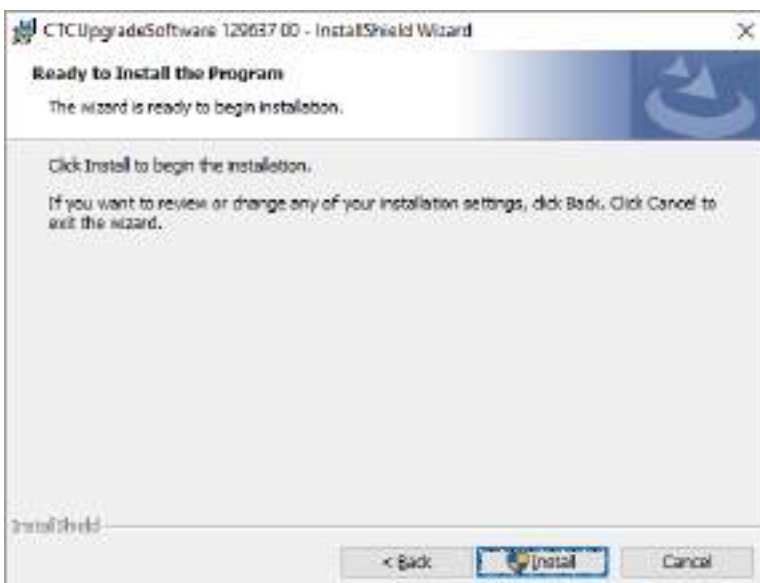 CTCUpgradeSoftware 129637 00 - InstallShield Wizard
Ready to Install the Program
The wizard is ready to begin installation.
Click Install to begin the installation.
If you want to review or change any of your installation settings, click Back. Click Cancel to
exit the wizard.
InstallShield
< Back
Install
Cancel